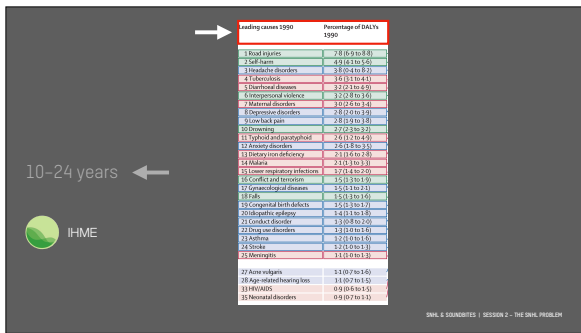 Leading causes 1990 Percentage of DALYs 1990
1 Road injuries 7·8 (6·9 to 8·8)
2 Self-harm 4·9 (4·1 to 5·6)
3 Headache disorders 3·8 (0·4 to 8·2)
4 Tuberculosis 3·6 (3·1 to 4·1)
5 Diarrhoeal diseases 3·2 (2·1 to 4·9)
6 Interpersonal violence 3·2 (2·8 to 3·6)
7 Maternal disorders 3·0 (2·6 to 3·4)
8 Depressive disorders 2·8 (2·0 to 3·9)
9 Low back pain 2·8 (1·9 to 3·8)
10 Drowning 2·7 (2·3 to 3·2)
11 Typhoid and paratyphoid 2·6 (1·2 to 4·9)
12 Anxiety disorders 2·6 (1·8 to 3·5)
13 Dietary iron deficiency 2·1 (1·6 to 2·8)
14 Malaria 2·1 (1·3 to 3·3)
15 Lower respiratory infections 1·7 (1·4 to 2·0)
16 Conflict and terrorism 1·5 (1·3 to 1·9)
17 Gynaecological diseases 1·5 (1·1 to 2·1)
18 Falls 1·5 (1·3 to 1·6)
19 Congenital birth defects 1·5 (1·3 to 1·7)
20 Idiopathic epilepsy 1·4 (1·1 to 1·8)
21 Conduct disorder 1·3 (0·8 to 2·0)
22 Drug use disorders 1·3 (1·0 to 1·6)
23 Asthma 1·2 (1·0 to 1·6)
24 Stroke 1·2 (1·0 to 1·3)
25 Meningitis 1·1 (1·0 to 1·3)
27 Acne vulgaris 1·1 (0·7 to 1·6)
28 Age-related hearing loss 1·1 (0·7 to 1·5)
33 HIV/AIDS 0·9 (0·6 to 1·5)
35 Neonatal disorders 0·9 (0·7 to 1·1)
10–24 years
IHME
SNHL & SOUNDBITES | SESSION 2 – THE SNHL PROBLEM